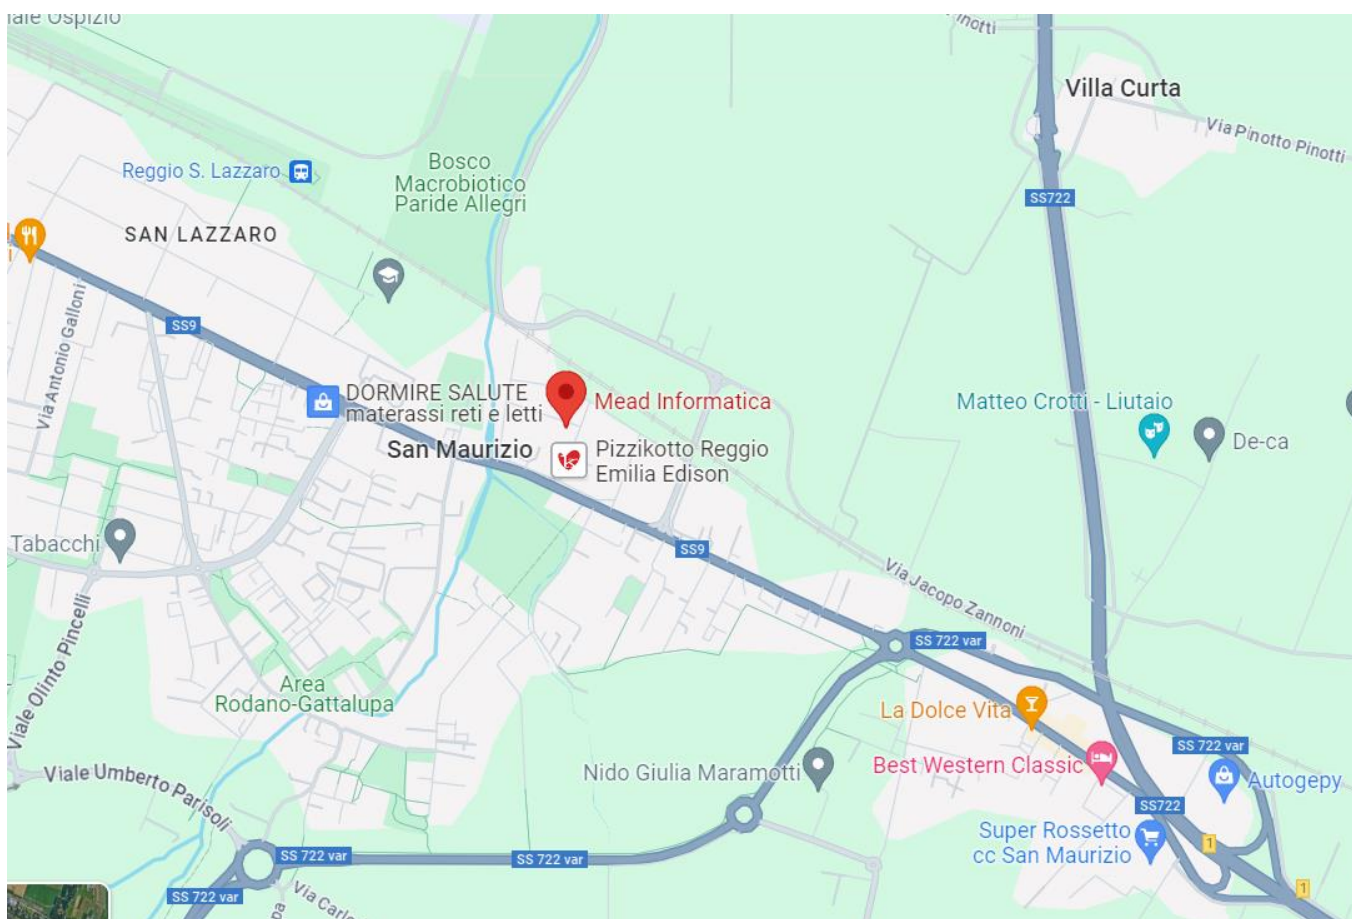 iale Ospizio
Pinotti
Villa Curta
Via Pinotto Pinotti
Bosco
Macrobiotico
Paride Allegri
Reggio S. Lazzaro
SS722
SAN LAZZARO
Via Antonio Galloni
SS9
DORMIRE SALUTE
materassi reti e letti
Mead Informatica
Matteo Crotti - Liutaio
De-ca
San Maurizio
Pizzikotto Reggio
Emilia Edison
Tabacchi
SS9
Via Jacopo Zannoni
Viale Olinto Pincelli
SS 722 var
Area
Rodano-Gattalupa
La Dolce Vita
SS 722 var
Best Western Classic
Nido Giulia Maramotti
Autogepy
Viale Umberto Parisoli
SS722
Super Rossetto
cc San Maurizio
1
SS 722 var
SS 722 var
1
SS 722 var
Via Carlo